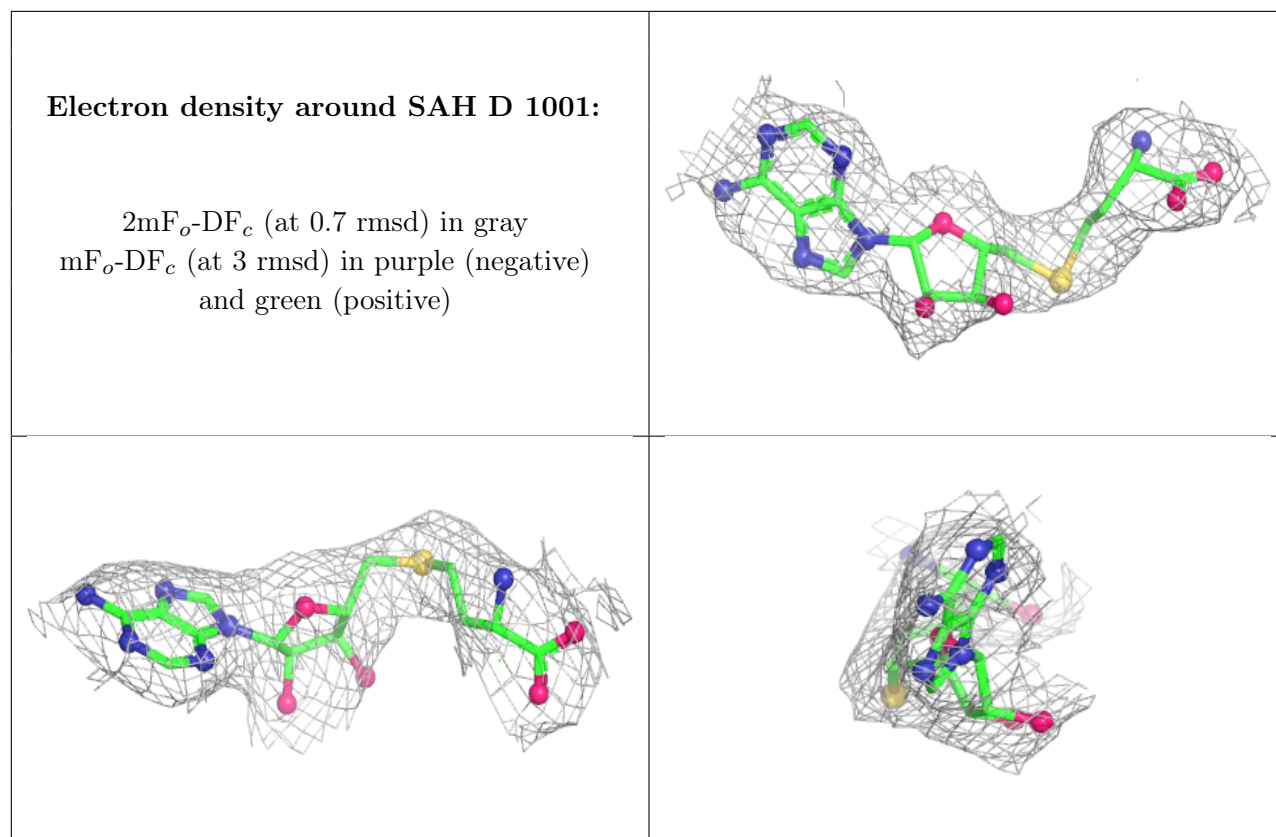 Electron density around SAH D 1001:
2mFo-DFc (at 0.7 rmsd) in gray
mFo-DFc (at 3 rmsd) in purple (negative)
and green (positive)